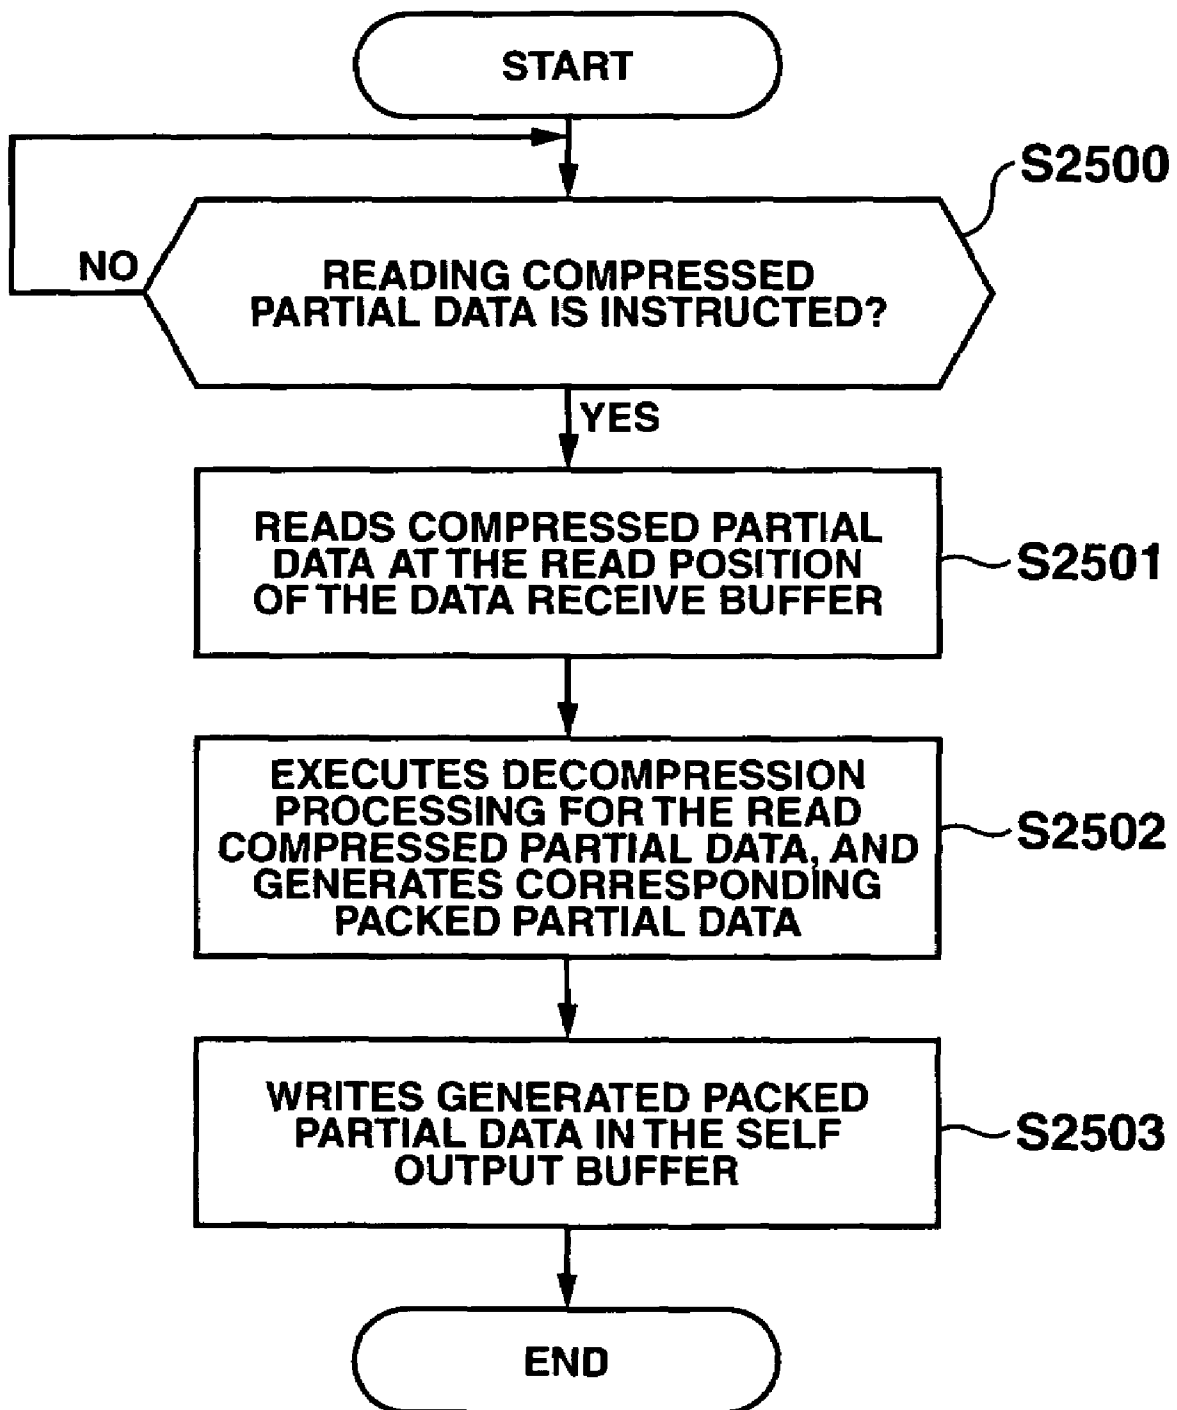 START
S2500
NO
READING COMPRESSED
PARTIAL DATA IS INSTRUCTED?
YES
READS COMPRESSED PARTIAL
DATA AT THE READ POSITION
OF THE DATA RECEIVE BUFFER
S2501
EXECUTES DECOMPRESSION
PROCESSING FOR THE READ
COMPRESSED PARTIAL DATA, AND
GENERATES CORRESPONDING
PACKED PARTIAL DATA
S2502
WRITES GENERATED PACKED
PARTIAL DATA IN THE SELF
OUTPUT BUFFER
S2503
END